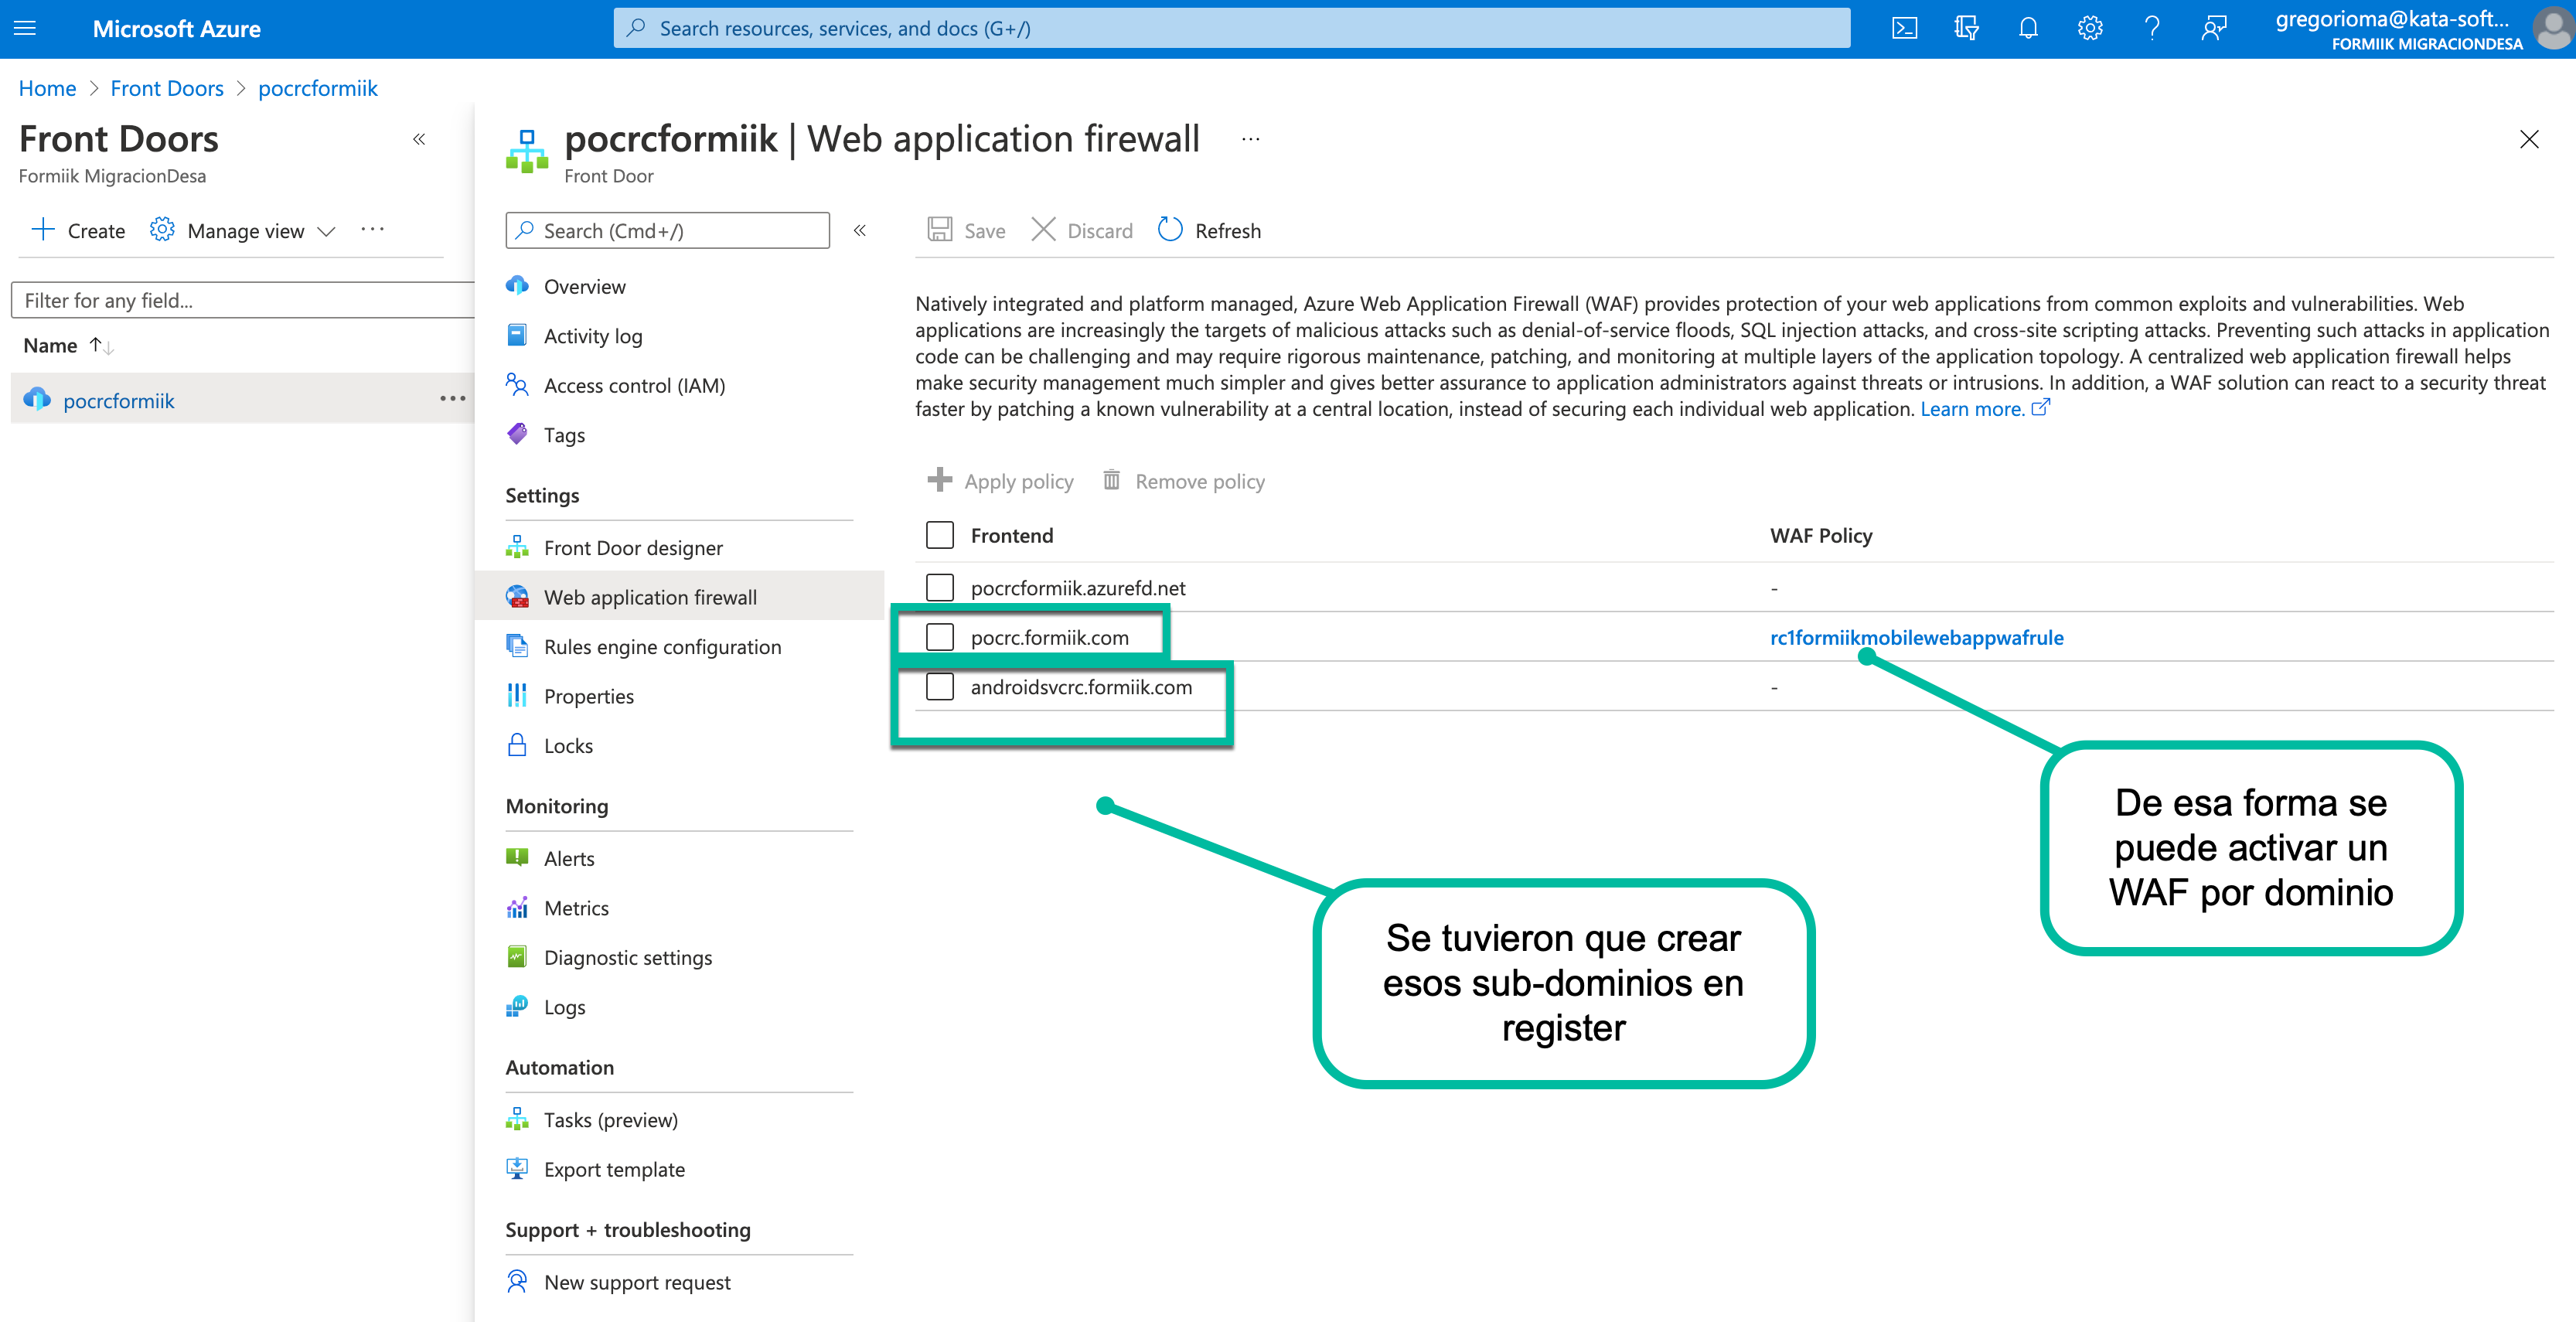 Microsoft Azure
Search resources, services, and docs (G+/)
gregorioma@kata-soft...
FORMIIK MIGRACIONDESA
Home > Front Doors > pocrcformiik
Front Doors
Formiik MigracionDesa
Create
Manage view
Filter for any field...
Name
pocrcformiik
pocrcformiik | Web application firewall
Front Door
Search (Cmd+/)
Overview
Activity log
Access control (IAM)
Tags
Settings
Front Door designer
Web application firewall
Rules engine configuration
Properties
Locks
Monitoring
Alerts
Metrics
Diagnostic settings
Logs
Automation
Tasks (preview)
Export template
Support + troubleshooting
New support request
Save
Discard
Refresh
Natively integrated and platform managed, Azure Web Application Firewall (WAF) provides protection of your web applications from common exploits and vulnerabilities. Web
applications are increasingly the targets of malicious attacks such as denial-of-service floods, SQL injection attacks, and cross-site scripting attacks. Preventing such attacks in application
code can be challenging and may require rigorous maintenance, patching, and monitoring at multiple layers of the application topology. A centralized web application firewall helps
make security management much simpler and gives better assurance to application administrators against threats or intrusions. In addition, a WAF solution can react to a security threat
faster by patching a known vulnerability at a central location, instead of securing each individual web application. Learn more.
Apply policy
Remove policy
Frontend
WAF Policy
pocrcformiik.azurefd.net
-
pocrc.formiik.com
rc1formiikmobilewebappwafrule
androidsvcrc.formiik.com
-
De esa forma se
puede activar un
WAF por dominio
Se tuvieron que crear
esos sub-dominios en
register